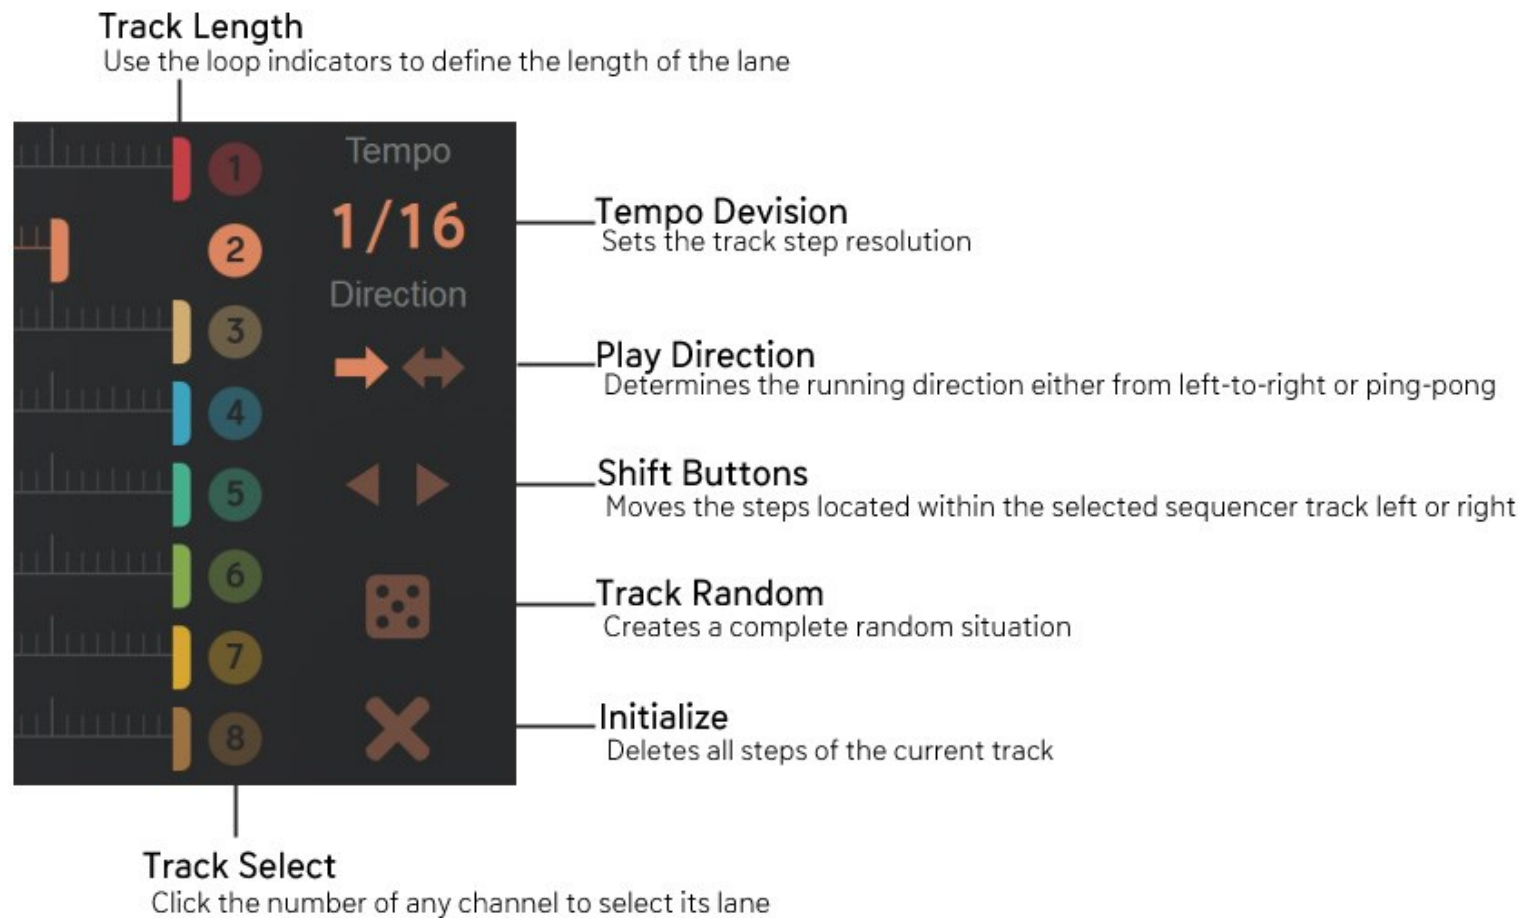 Track Length
Use the loop indicators to define the length of the lane
1
Tempo
1/16
Tempo Devision
Sets the track step resolution
2
Direction
3
Play Direction
Determines the running direction either from left-to-right or ping-pong
4
Shift Buttons
Moves the steps located within the selected sequencer track left or right
5
6
Track Random
Creates a complete random situation
7
Initialize
Deletes all steps of the current track
8
Track Select
Click the number of any channel to select its lane